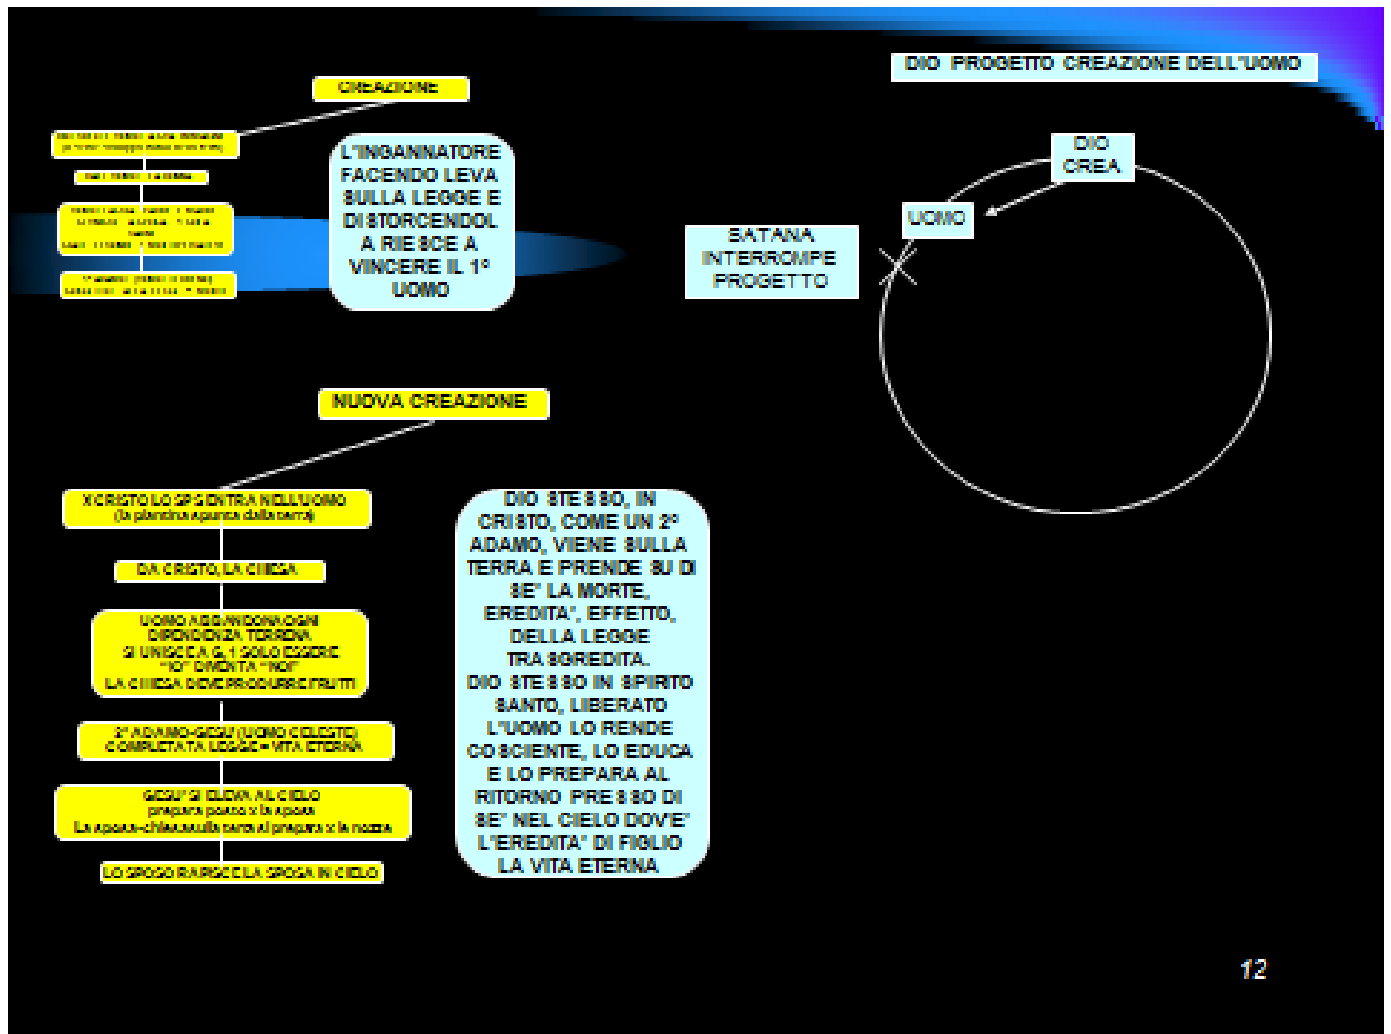 CREAZIONE
L'INGANNATORE
FACENDO LEVA
SULLA LEGGE E
DISTORCENDOL
A RIESCE A
VINCERE IL 1°
UOMO
DIO PROGETTO CREAZIONE DELL'UOMO
DIO
CREA
UOMO
SATANA
INTERROMPE
PROGETTO
NUOVA CREAZIONE
X CRISTO LO SPS ENTRA NELL'UOMO
(la piantina spunta dalla terra)
DA CRISTO, LA CHIESA
UOMO ABBANDONA OGNI
DIPENDENZA TERRENA
SI UNISCE A G, 1 SOLO ESSERE
"IO" DIVENTA "NOI"
LA CHIESA DEVE PRODURRE FRUTTI
2° ADAMO-GESU' (UOMO CELESTE)
COMPLETATA LEGGE = VITA ETERNA
GESU' SI ELEVA AL CIELO
prepara posto x la sposa
La sposa-chiesa sulla terra si prepara x le nozze
LO SPOSO RAPISCE LA SPOSA IN CIELO
DIO STESSO, IN
CRISTO, COME UN 2°
ADAMO, VIENE SULLA
TERRA E PRENDE SU DI
SE' LA MORTE,
EREDITA', EFFETTO,
DELLA LEGGE
TRASGREDITA.
DIO STESSO IN SPIRITO
SANTO, LIBERATO
L'UOMO LO RENDE
COSCIENTE, LO EDUCA
E LO PREPARA AL
RITORNO PRESSO DI
SE' NEL CIELO DOV'E'
L'EREDITA' DI FIGLIO
LA VITA ETERNA
12